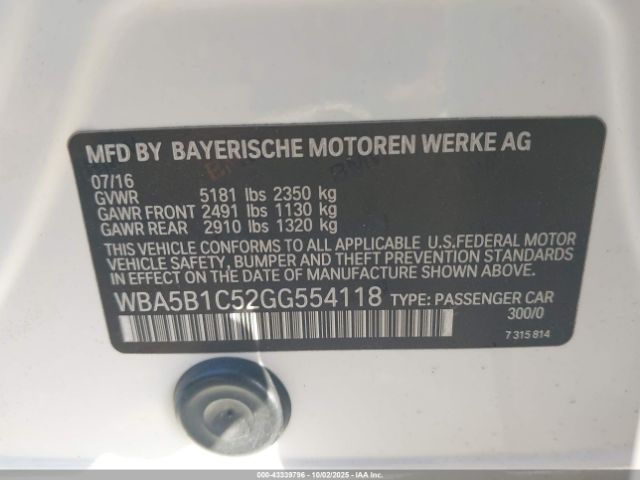 MFD BY BAYERISCHE MOTOREN WERKE AG
07/16
GVWR 5181 lbs 2350 kg
GAWR FRONT 2491 lbs 1130 kg
GAWR REAR 2910 lbs 1320 kg
THIS VEHICLE CONFORMS TO ALL APPLICABLE U.S.FEDERAL MOTOR
VEHICLE SAFETY, BUMPER AND THEFT PREVENTION STANDARDS
IN EFFECT ON THE DATE OF MANUFACTURE SHOWN ABOVE.
WBA5B1C52GG554118 TYPE: PASSENGER CAR
300/0
7 315 814
000-43339796 - 10/02/2025 - IAA Inc.